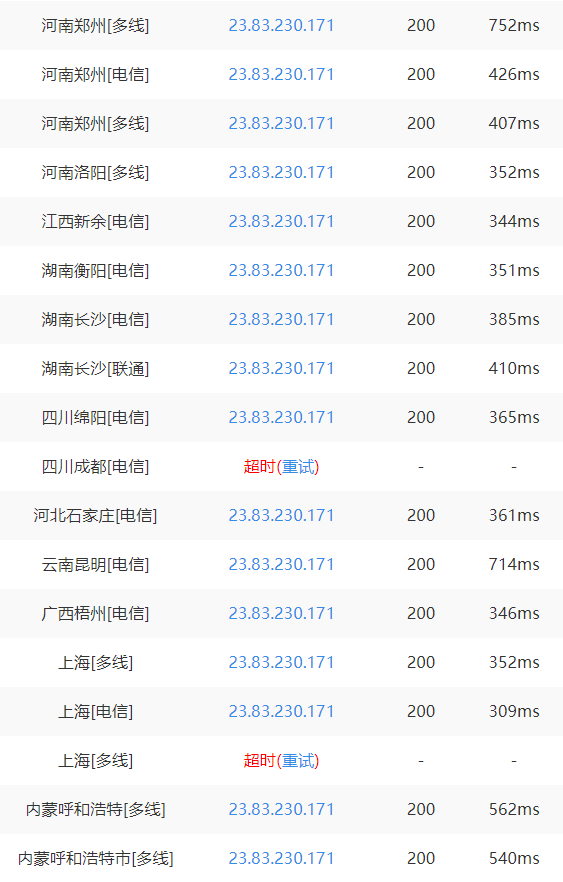 河南郑州[多线] 23.83.230.171 200 752ms
河南郑州[电信] 23.83.230.171 200 426ms
河南郑州[多线] 23.83.230.171 200 407ms
河南洛阳[多线] 23.83.230.171 200 352ms
江西新余[电信] 23.83.230.171 200 344ms
湖南衡阳[电信] 23.83.230.171 200 351ms
湖南长沙[电信] 23.83.230.171 200 385ms
湖南长沙[联通] 23.83.230.171 200 410ms
四川绵阳[电信] 23.83.230.171 200 365ms
四川成都[电信] 超时(重试) - -
河北石家庄[电信] 23.83.230.171 200 361ms
云南昆明[电信] 23.83.230.171 200 714ms
广西梧州[电信] 23.83.230.171 200 346ms
上海[多线] 23.83.230.171 200 352ms
上海[电信] 23.83.230.171 200 309ms
上海[多线] 超时(重试) - -
内蒙呼和浩特[多线] 23.83.230.171 200 562ms
内蒙呼和浩特市[多线] 23.83.230.171 200 540ms